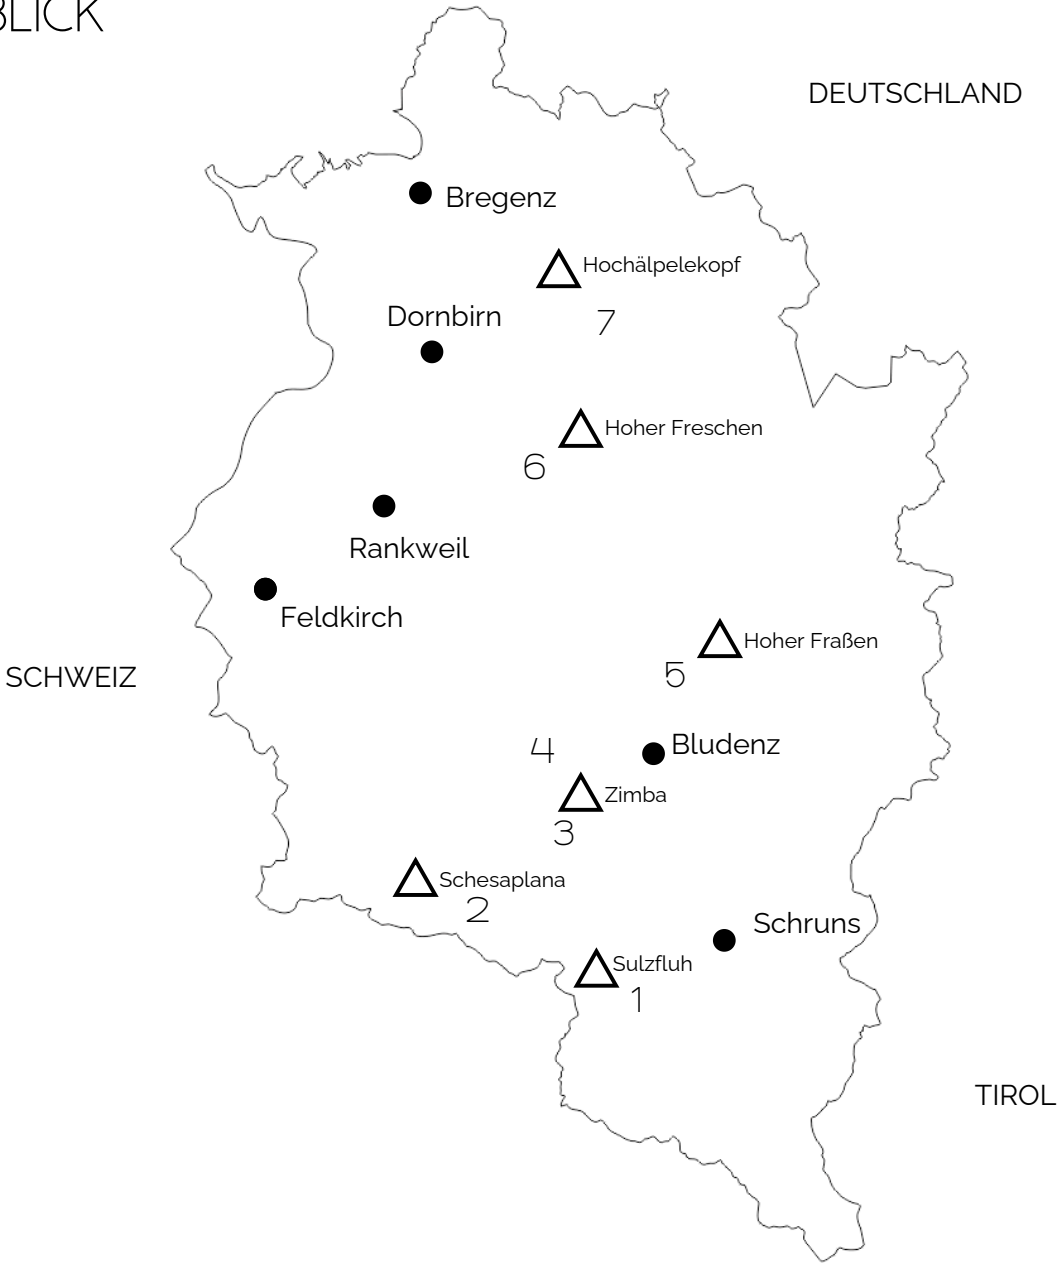 BLICK
DEUTSCHLAND
Bregenz
Hochälpelekopf
7
Dornbirn
Hoher Freschen
6
Rankweil
Feldkirch
SCHWEIZ
Hoher Fraßen
5
4
Bludenz
Zimba
3
Schesaplana
2
Schruns
Sulzfluh
1
TIROL